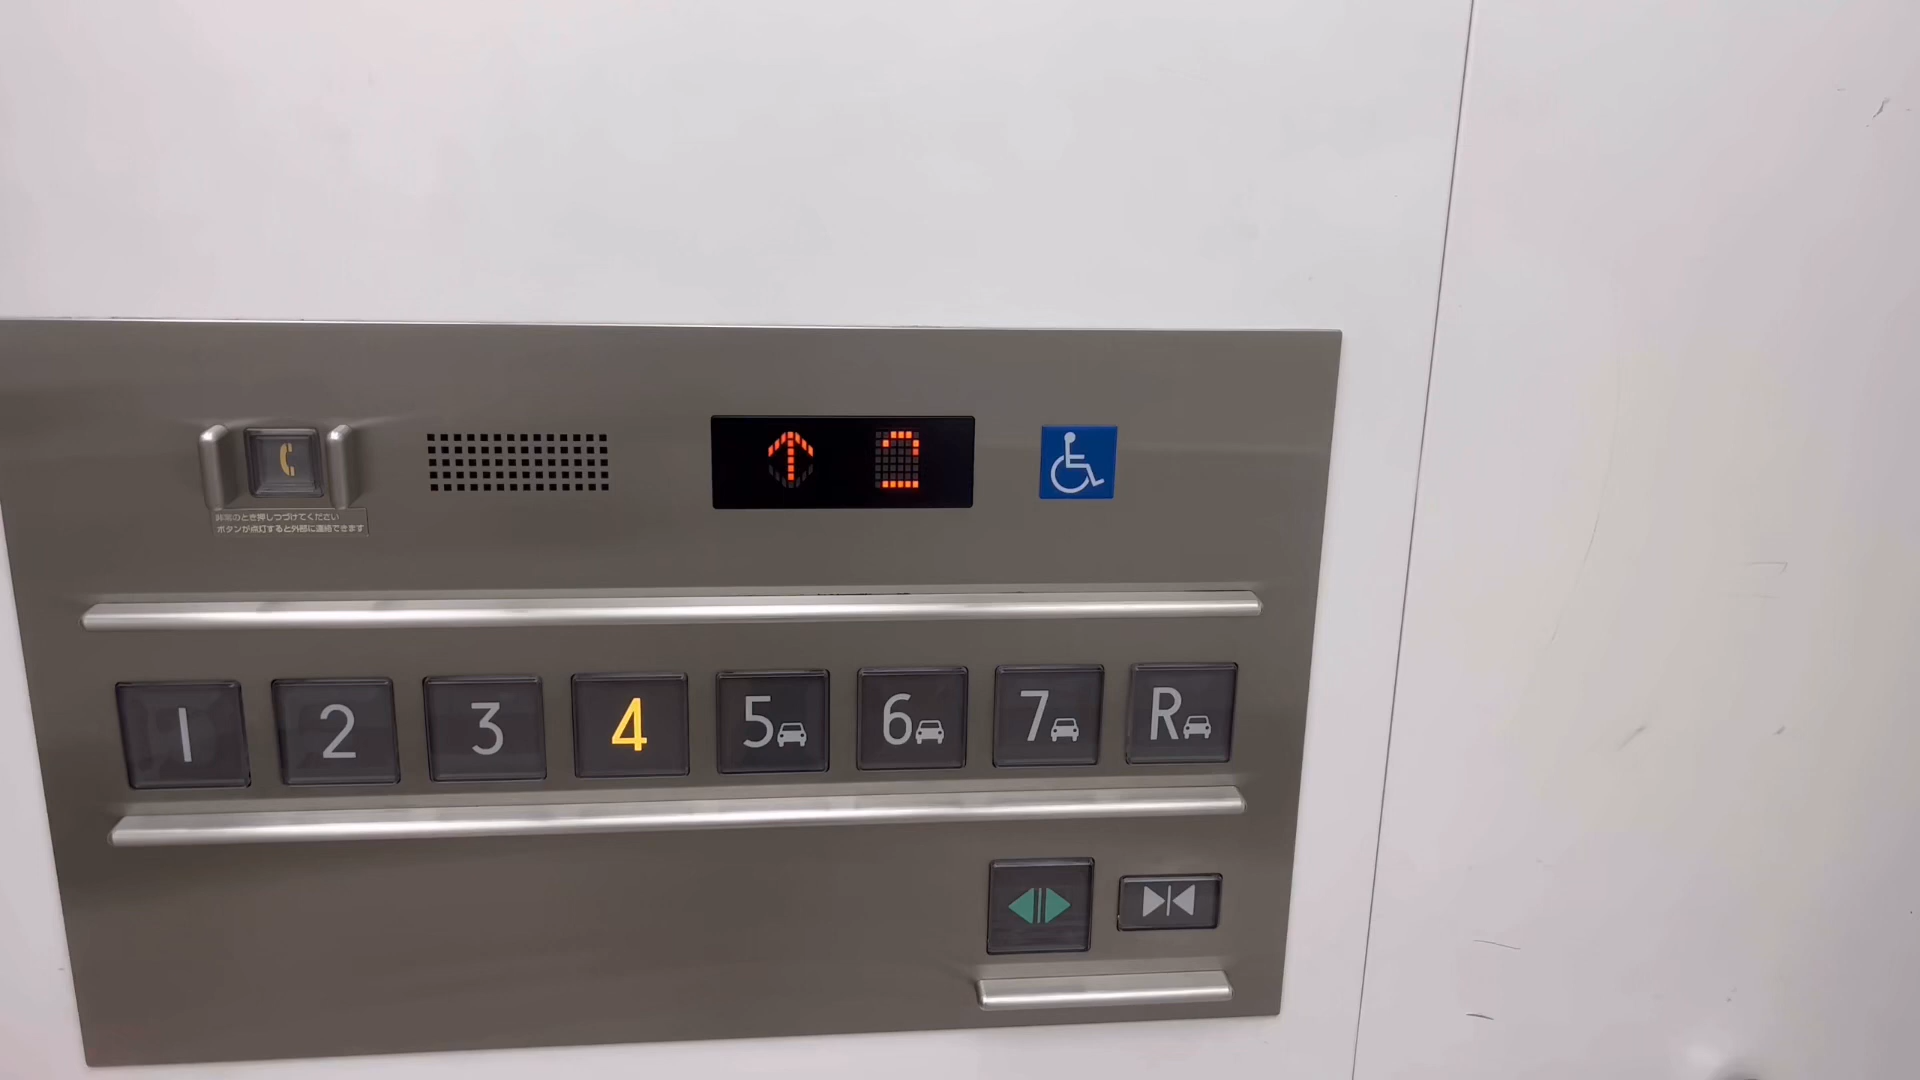 非常のとき押しつづけてください
ボタンが点灯すると外部に連絡できます
1 2 3 4 5 6 7 R